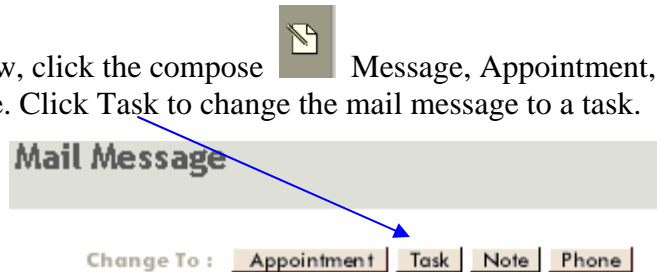 click the compose Message, Appointment,
Click Task to change the mail message to a task.
Mail Message
Change To : Appointment Task Note Phone